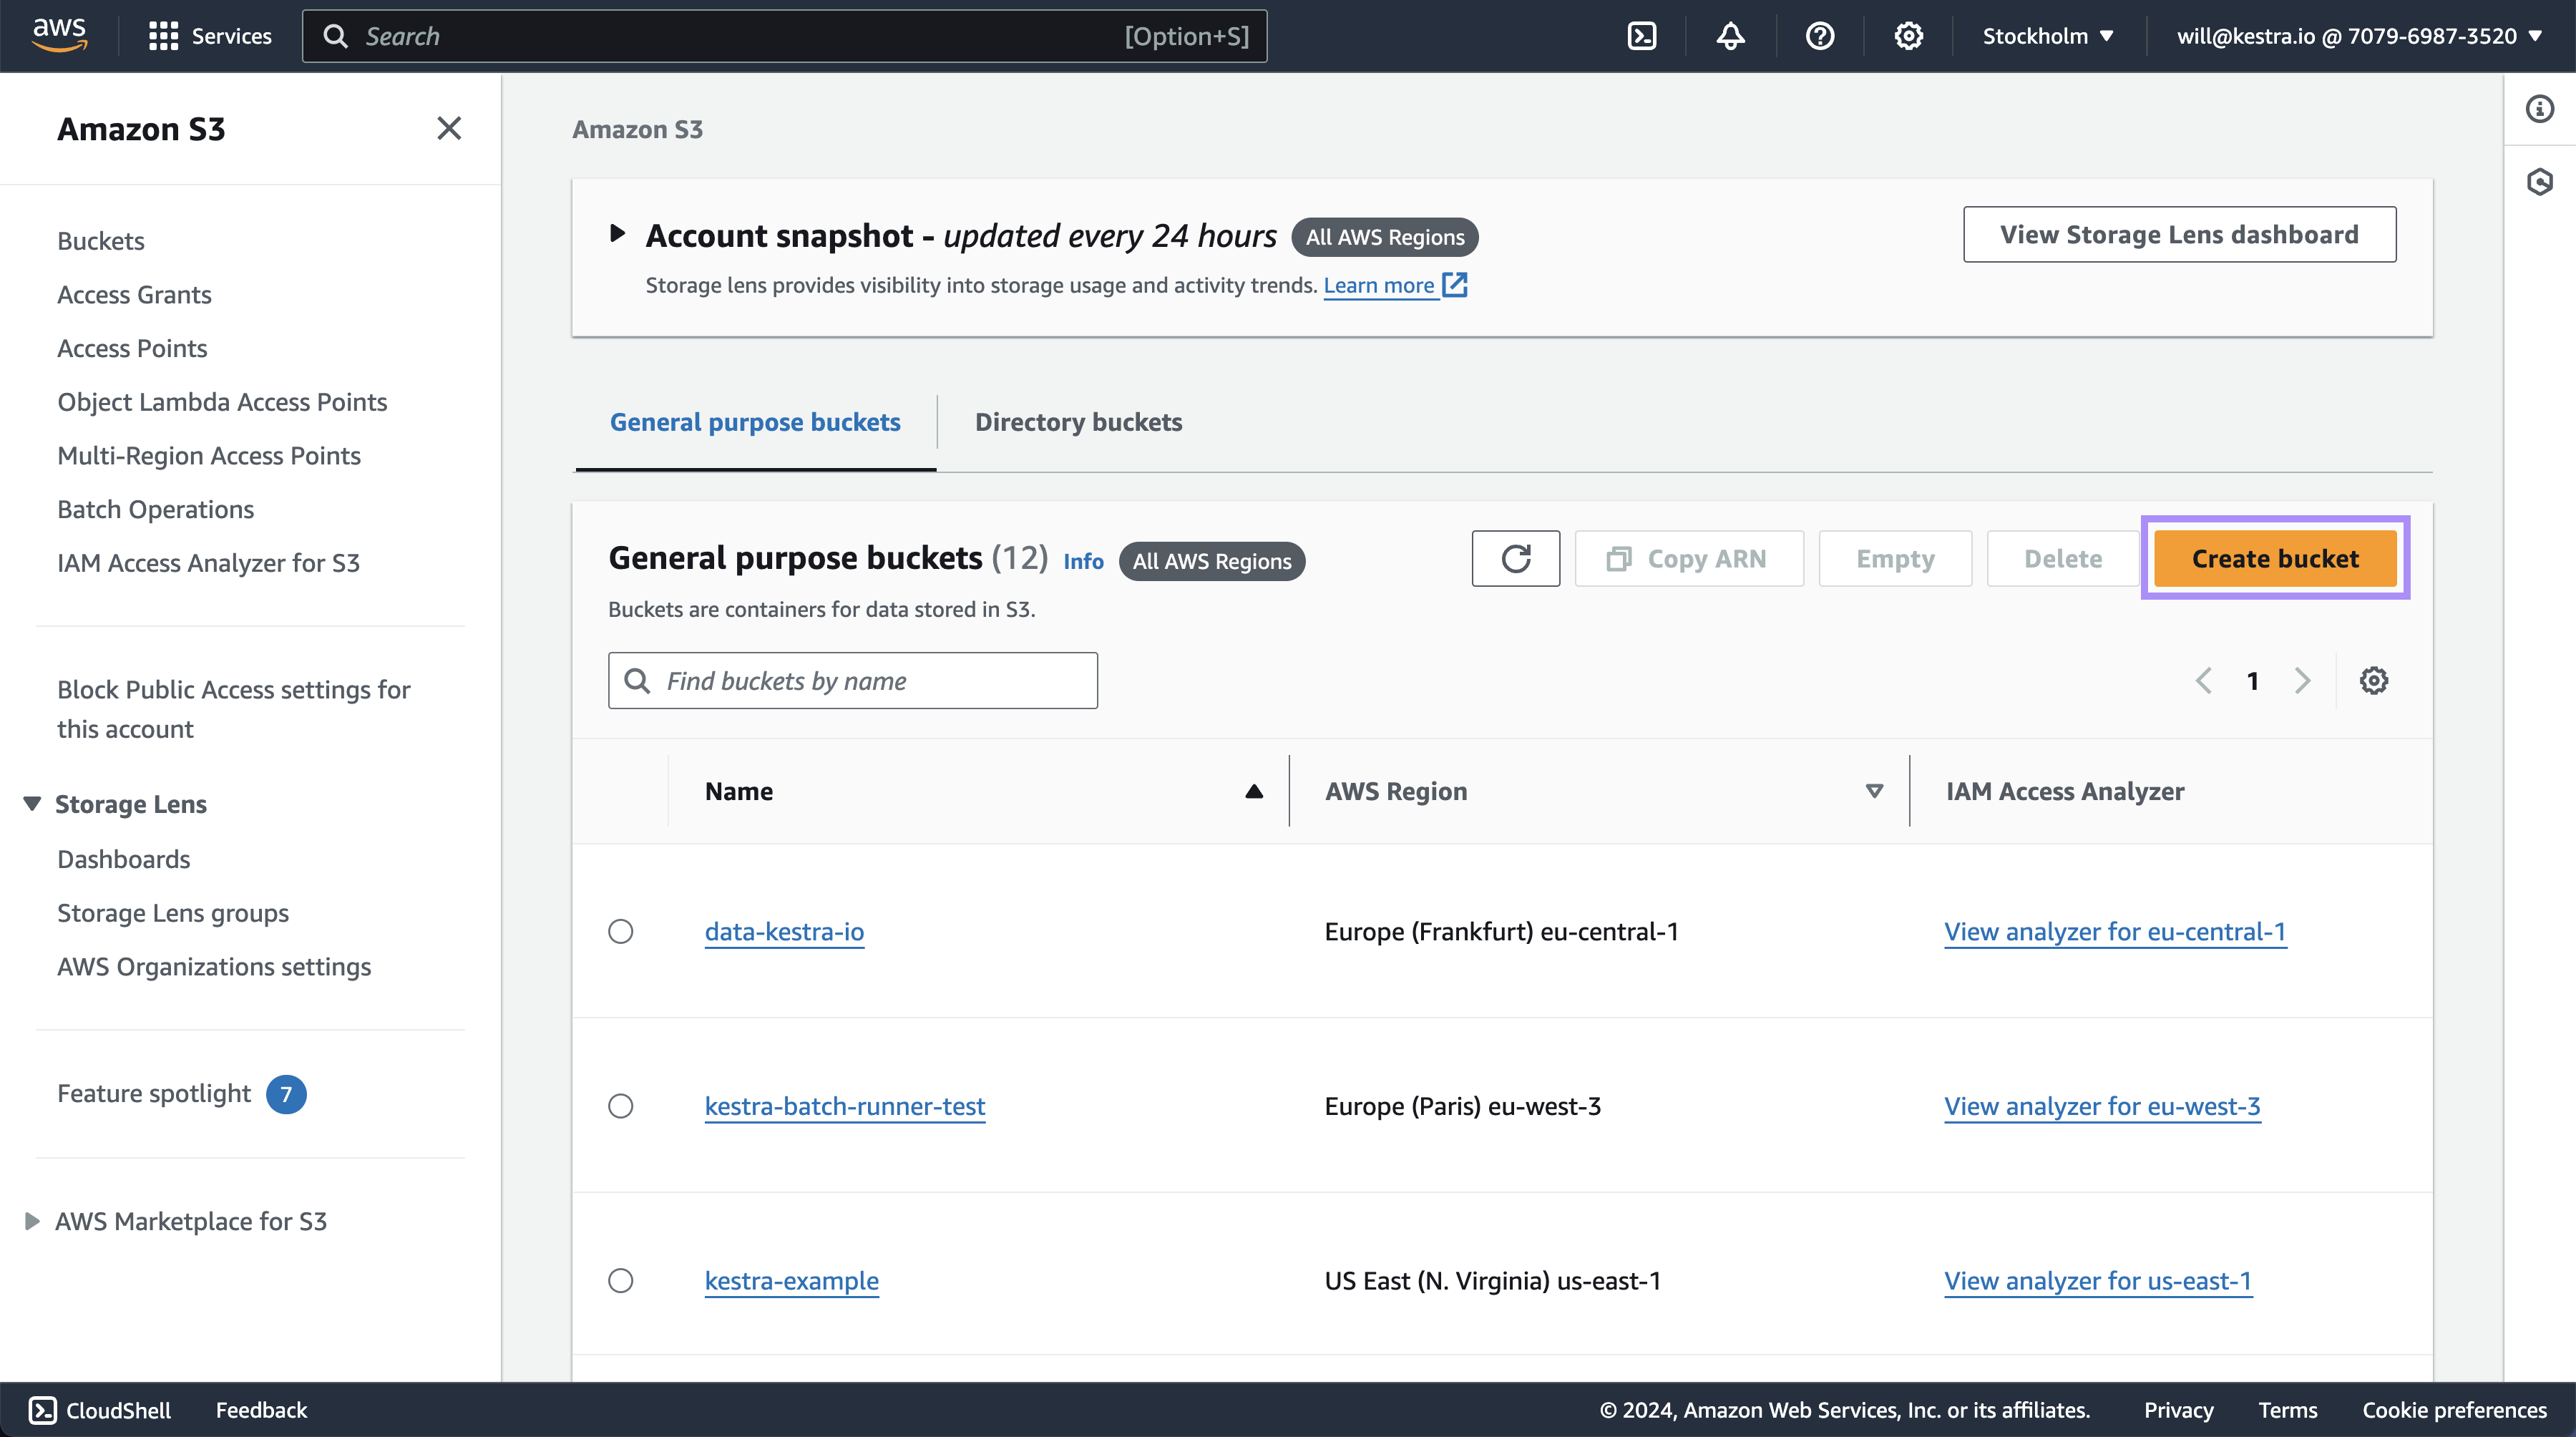 aws
Services
Search
[Option+S]
Stockholm
will@kestra.io @ 7079-6987-3520
Amazon S3
Buckets
Access Grants
Access Points
Object Lambda Access Points
Multi-Region Access Points
Batch Operations
IAM Access Analyzer for S3
Block Public Access settings for
this account
Storage Lens
Dashboards
Storage Lens groups
AWS Organizations settings
Feature spotlight 7
AWS Marketplace for S3
Amazon S3
Account snapshot - updated every 24 hours All AWS Regions
View Storage Lens dashboard
Storage lens provides visibility into storage usage and activity trends. Learn more
General purpose buckets
Directory buckets
General purpose buckets (12) Info All AWS Regions
Copy ARN
Empty
Delete
Create bucket
Buckets are containers for data stored in S3.
Find buckets by name
1
Name
AWS Region
IAM Access Analyzer
data-kestra-io
Europe (Frankfurt) eu-central-1
View analyzer for eu-central-1
kestra-batch-runner-test
Europe (Paris) eu-west-3
View analyzer for eu-west-3
kestra-example
US East (N. Virginia) us-east-1
View analyzer for us-east-1
CloudShell
Feedback
© 2024, Amazon Web Services, Inc. or its affiliates.
Privacy
Terms
Cookie preferences